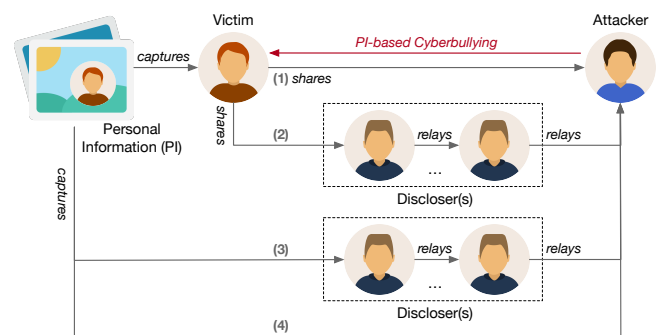 Victim
Attacker
captures
PI-based Cyberbullying
(1) shares
Personal
Information (PI)
shares
(2)
relays
relays
...
Discloser(s)
captures
(3)
relays
relays
...
Discloser(s)
(4)